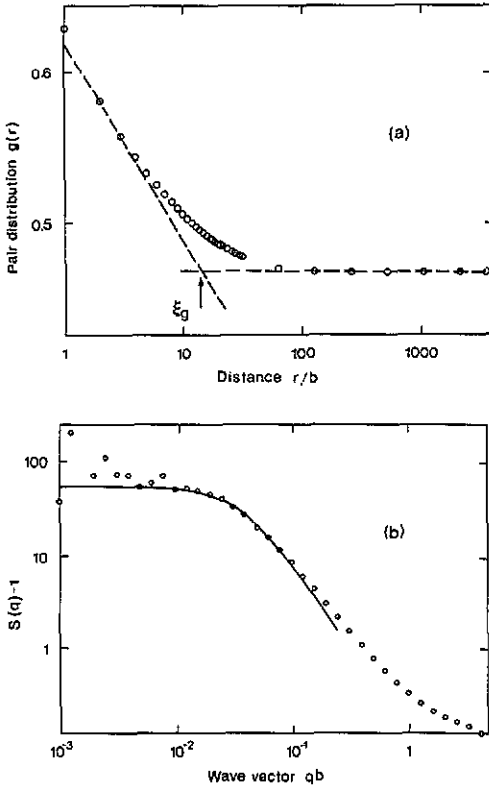 (a)
Pair distribution g(r)
0.6
0.5
ξg
1
10
100
1000
Distance r/b
(b)
S(q)-1
100
10
1
10-3
10-2
10-1
1
Wave vector qb